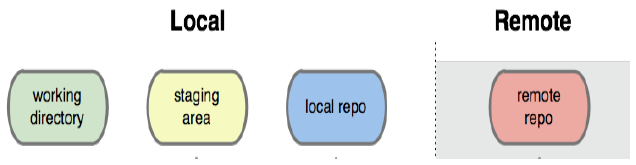 Local
Remote
working
directory
staging
area
local repo
remote
repo